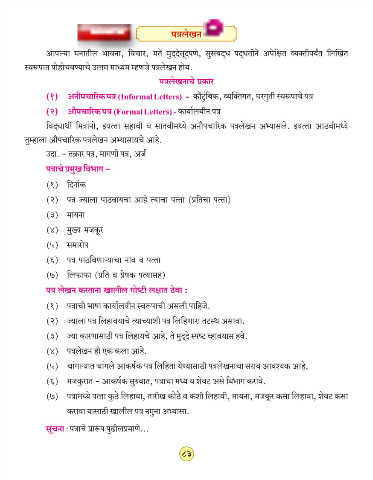 पत्रलेखन
आपल्या मनातील भावना, विचार, मते मुद्देसूदपणे, सुसंबद्ध पद्धतीने अपेक्षित व्यक्तीपर्यंत लिखित
स्वरूपात पोहोचवण्याचे उत्तम माध्यम म्हणजे पत्रलेखन होय.
पत्रलेखनाचे प्रकार
(१) अनौपचारिक पत्र (Informal Letters) - कौटुंबिक, व्यक्तिगत, घरगुती स्वरूपाचे पत्र
(२) औपचारिक पत्र (Formal Letters) - कार्यालयीन पत्र
विद्यार्थी मित्रांनो, इयत्ता सहावी व सातवीमध्ये अनौपचारिक पत्रलेखन अभ्यासले. इयत्ता आठवीमध्ये
तुम्हाला औपचारिक पत्रलेखन अभ्यासायचे आहे.
उदा. - तक्रार पत्र, मागणी पत्र, अर्ज
पत्राचे प्रमुख विभाग -
(१) दिनांक
(२) पत्र ज्याला पाठवायचा आहे त्याचा पत्ता (प्रतिचा पत्ता)
(३) मायना
(४) मुख्य मजकूर
(५) समारोप
(६) पत्र पाठविणाऱ्याचा नाव व पत्ता
(७) लिफाफा (प्रति व प्रेषक पत्त्यासह)
पत्र लेखन करताना खालील गोष्टी लक्षात ठेवा :
(१) पत्राची भाषा कार्यालयीन स्वरूपाची असली पाहिजे.
(२) ज्याला पत्र लिहावयाचे त्याच्याशी पत्र लिहिणारा तटस्थ असावा.
(३) ज्या कारणासाठी पत्र लिहायचे आहे, ते मुद्दे स्पष्ट व्हावयास हवे.
(४) पत्रलेखन ही एक कला आहे.
(५) चांगल्यात चांगले आकर्षक पत्र लिहिता येण्यासाठी पत्रलेखनाचा सराव आवश्यक आहे.
(६) मजकुरात - आकर्षक सुरुवात, पत्राचा मध्य व शेवट असे विभाग करावे.
(७) पत्रामध्ये पत्ता कुठे लिहावा, तारीख कोठे व कशी लिहावी, मायना, मजकूर कसा लिहावा, शेवट कसा
करावा यासाठी खालील पत्र नमुना अभ्यासा.
सूचना : पत्राचे प्रारूप पुढीलप्रमाणे...
८३